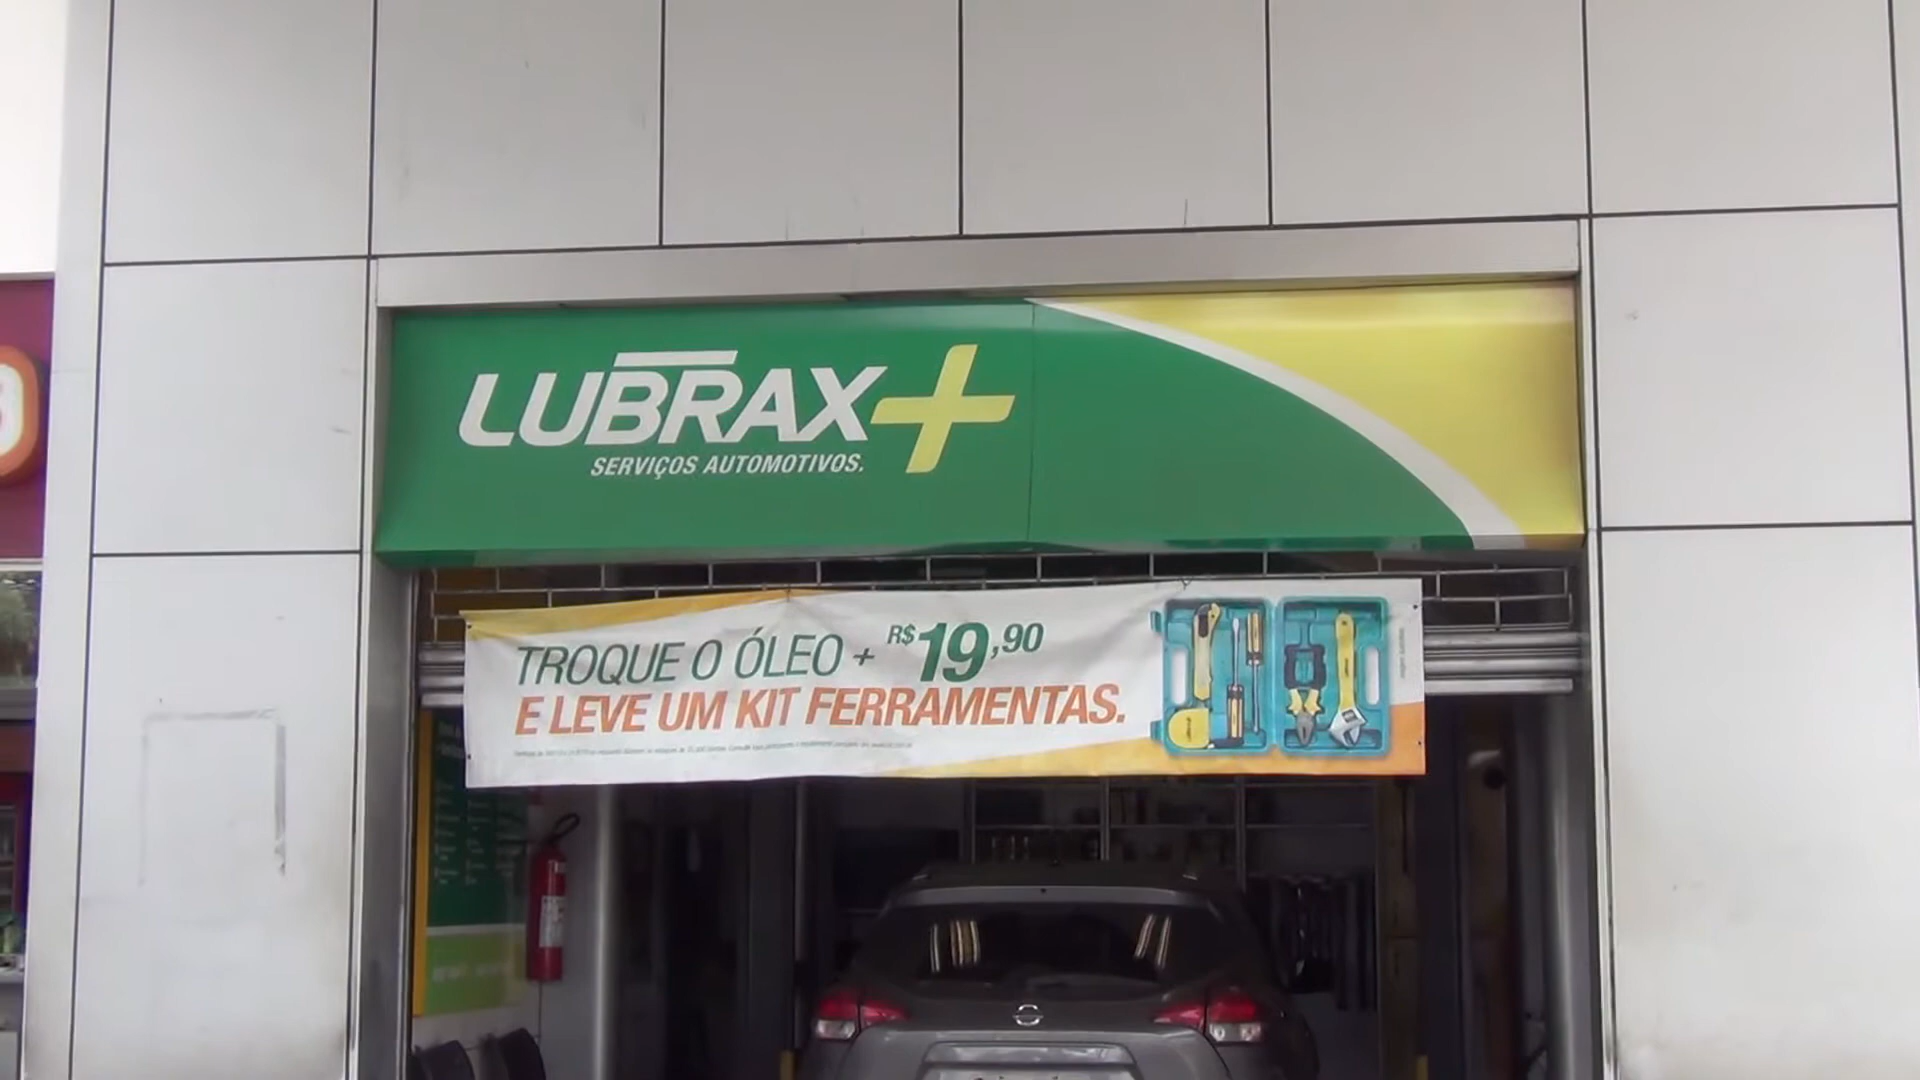 LUBRAX+
SERVIÇOS AUTOMOTIVOS.
TROQUE O ÓLEO + R$19,90
E LEVE UM KIT FERRAMENTAS.